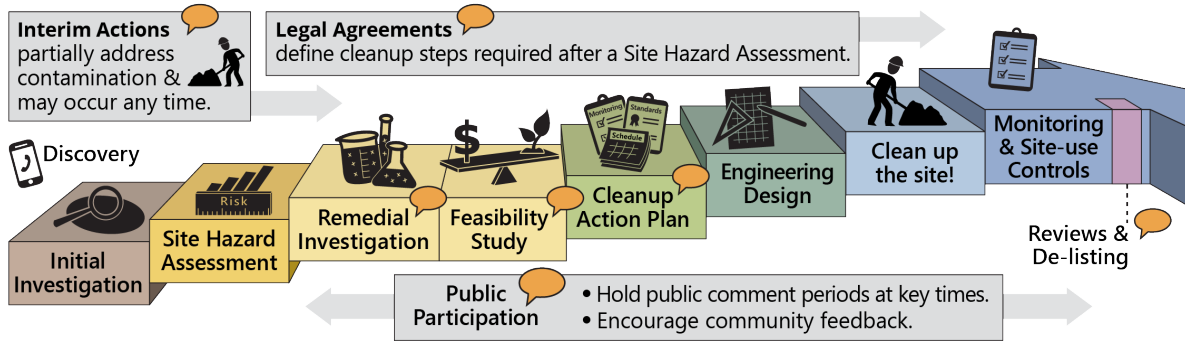 Interim Actions
partially address
contamination &
may occur any time.
Legal Agreements
define cleanup steps required after a Site Hazard Assessment.
Discovery
Initial
Investigation
Risk
Site Hazard
Assessment
Remedial
Investigation
$
Feasibility
Study
Monitoring
Standards
Schedule
Cleanup
Action Plan
Engineering
Design
Clean up
the site!
Monitoring
& Site-use
Controls
Reviews &
De-listing
Public
Participation
• Hold public comment periods at key times.
• Encourage community feedback.